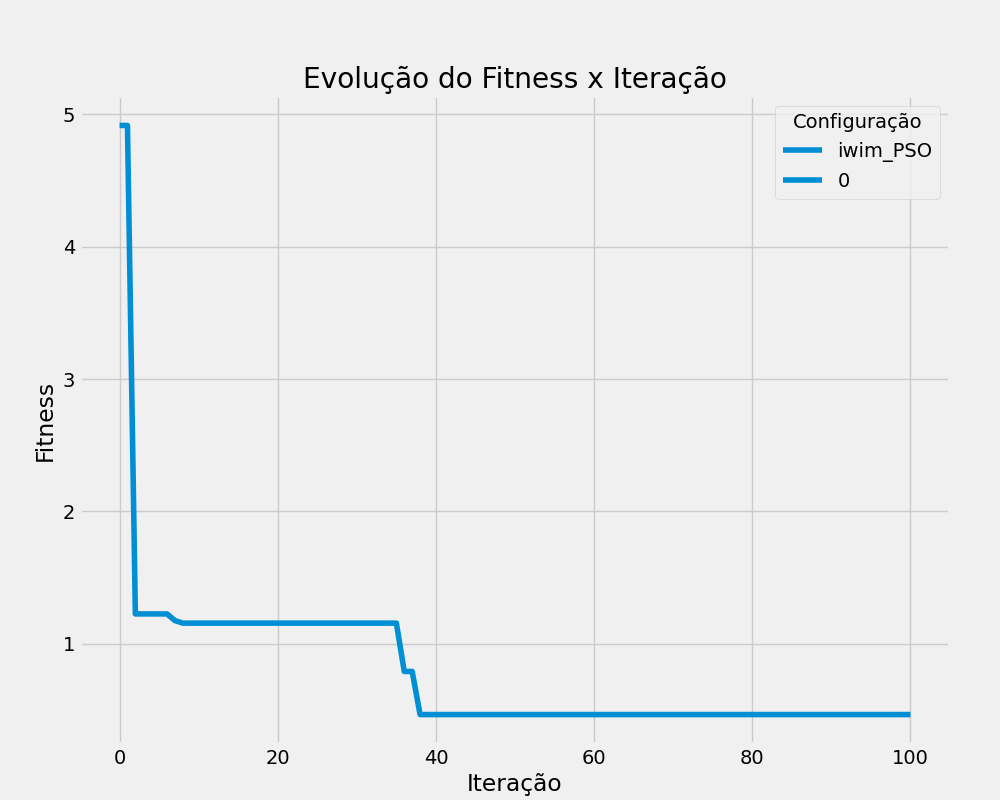 Evolução do Fitness x Iteração
Configuração
iwim_PSO
0
5
4
3
2
1
Fitness
0 20 40 60 80 100
Iteração